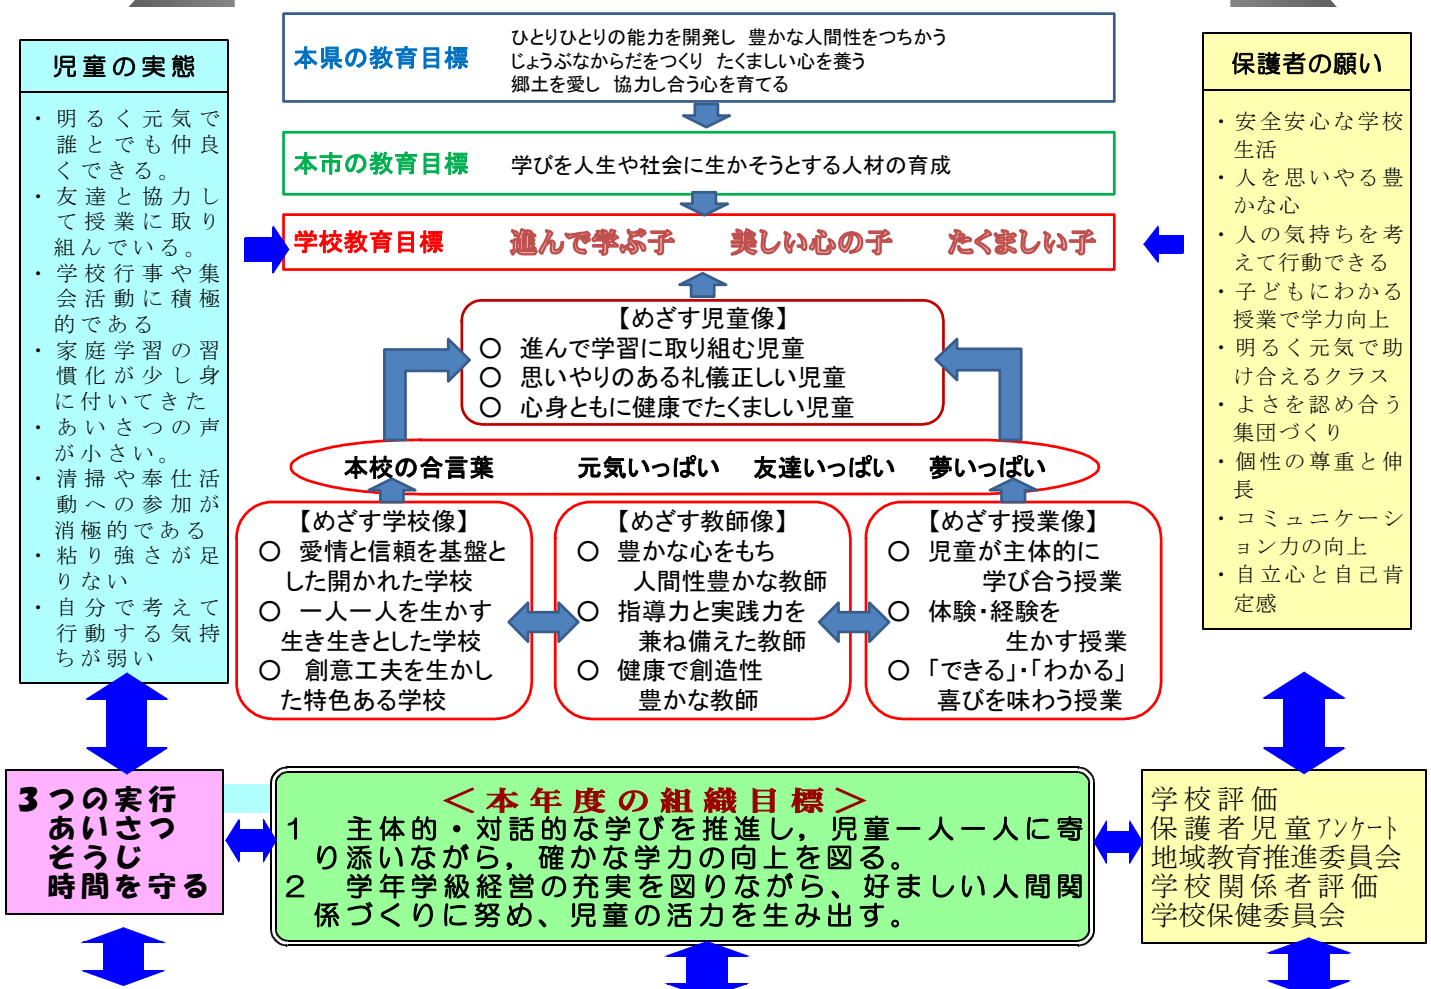 児童の実態
・明るく元気で
誰とでも仲良
くできる。
・友達と協力し
て授業に取り
組んでいる。
・学校行事や集
会活動に積極
的である
・家庭学習の習
慣化が少し身
に付いてきた
・あいさつの声
が小さい。
・清掃や奉仕活
動への参加が
消極的である
・粘り強さが足
りない
・自分で考えて
行動する気持
ちが弱い
本県の教育目標
ひとりひとりの能力を開発し 豊かな人間性をつちかう
じょうぶなからだをつくり たくましい心を養う
郷土を愛し 協力し合う心を育てる
本市の教育目標 学びを人生や社会に生かそうとする人材の育成
学校教育目標 進んで学ぶ子 美しい心の子 たくましい子
【めざす児童像】
○ 進んで学習に取り組む児童
○ 思いやりのある礼儀正しい児童
○ 心身ともに健康でたくましい児童
本校の合言葉 元気いっぱい 友達いっぱい 夢いっぱい
【めざす学校像】
○ 愛情と信頼を基盤と
した開かれた学校
○ 一人一人を生かす
生き生きとした学校
○ 創意工夫を生かし
た特色ある学校
【めざす教師像】
○ 豊かな心をもち
人間性豊かな教師
○ 指導力と実践力を
兼ね備えた教師
○ 健康で創造性
豊かな教師
【めざす授業像】
○ 児童が主体的に
学び合う授業
○ 体験・経験を
生かす授業
○ 「できる」・「わかる」
喜びを味わう授業
保護者の願い
・安全安心な学校
生活
・人を思いやる豊
かな心
・人の気持ちを考
えて行動できる
・子どもにわかる
授業で学力向上
・明るく元気で助
け合えるクラス
・よさを認め合う
集団づくり
・個性の尊重と伸
長
・コミュニケーシ
ョン力の向上
・自立心と自己肯
定感
3つの実行
あいさつ
そうじ
時間を守る
＜本年度の組織目標＞
1 主体的・対話的な学びを推進し，児童一人一人に寄
り添いながら，確かな学力の向上を図る。
2 学年学級経営の充実を図りながら、好ましい人間関
係づくりに努め、児童の活力を生み出す。
学校評価
保護者児童アンケート
地域教育推進委員会
学校関係者評価
学校保健委員会